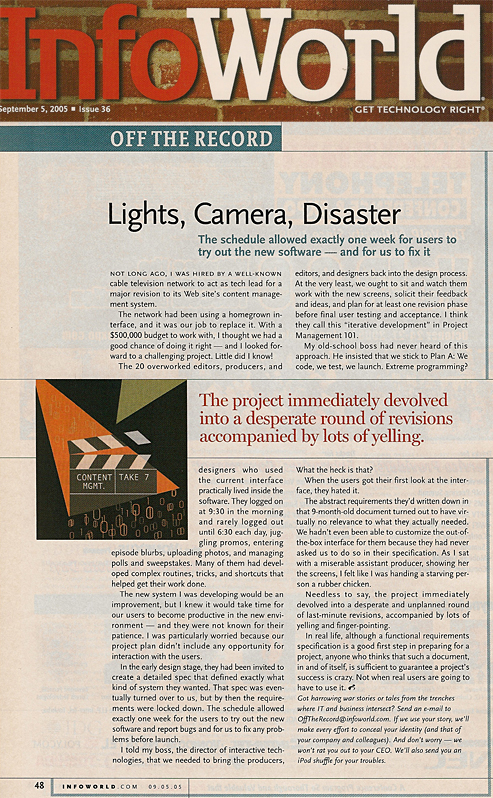 InfoWorld
September 5, 2005 ■ Issue 36
GET TECHNOLOGY RIGHT
OFF THE RECORD
Lights, Camera, Disaster
The schedule allowed exactly one week for users to
try out the new software — and for us to fix it
NOT LONG AGO, I WAS HIRED BY A WELL-KNOWN
cable television network to act as tech lead for a
major revision to its Web site's content manage-
ment system.
The network had been using a homegrown in-
terface, and it was our job to replace it. With a
$500,000 budget to work with, I thought we had a
good chance of doing it right — and I looked for-
ward to a challenging project. Little did I know!
The 20 overworked editors, producers, and
CONTENT MGMT.
TAKE 7
designers who used
the current interface
practically lived inside the
software. They logged on
at 9:30 in the morning
and rarely logged out
until 6:30 each day, jug-
gling promos, entering
episode blurbs, uploading photos, and managing
polls and sweepstakes. Many of them had devel-
oped complex routines, tricks, and shortcuts that
helped get their work done.
The new system I was developing would be an
improvement, but I knew it would take time for
our users to become productive in the new envi-
ronment — and they were not known for their
patience. I was particularly worried because our
project plan didn't include any opportunity for
interaction with the users.
In the early design stage, they had been invited
to create a detailed spec that defined exactly what
kind of system they wanted. That spec was even-
tually turned over to us, but by then the require-
ments were locked down. The schedule allowed
exactly one week for the users to try out the new
software and report bugs and for us to fix any prob-
lems before launch.
I told my boss, the director of interactive tech-
nologies, that we needed to bring the producers,
editors, and designers back into the design process.
At the very least, we ought to sit and watch them
work with the new screens, solicit their feedback
and ideas, and plan for at least one revision phase
before final user testing and acceptance. I think
they call this "iterative development" in Project
Management 101.
My old-school boss had never heard of this
approach. He insisted that we stick to Plan A: We
code, we test, we launch. Extreme programming?
The project immediately devolved
into a desperate round of revisions
accompanied by lots of yelling.
What the heck is that?
When the users got their first look at the inter-
face, they hated it.
The abstract requirements they'd written down in
that 9-month-old document turned out to have vir-
tually no relevance to what they actually needed.
We hadn't even been able to customize the out-of-
the-box interface for them because they had never
asked us to do so in their specification. As I sat
with a miserable assistant producer, showing her
the screens, I felt like I was handing a starving per-
son a rubber chicken.
Needless to say, the project immediately
devolved into a desperate and unplanned round
of last-minute revisions, accompanied by lots of
yelling and finger-pointing.
In real life, although a functional requirements
specification is a good first step in preparing for a
project, anyone who thinks that such a document,
in and of itself, is sufficient to guarantee a project's
success is crazy. Not when real users are going to
have to use it.
Got harrowing war stories or tales from the trenches
where IT and business intersect? Send an e-mail to
OffTheRecord@infoworld.com. If we use your story, we'll
make every effort to conceal your identity (and that of
your company and colleagues). And don't worry — we
won't rat you out to your CEO. We'll also send you an
iPod shuffle for your troubles.
48 INFOWORLD.COM 09.05.05